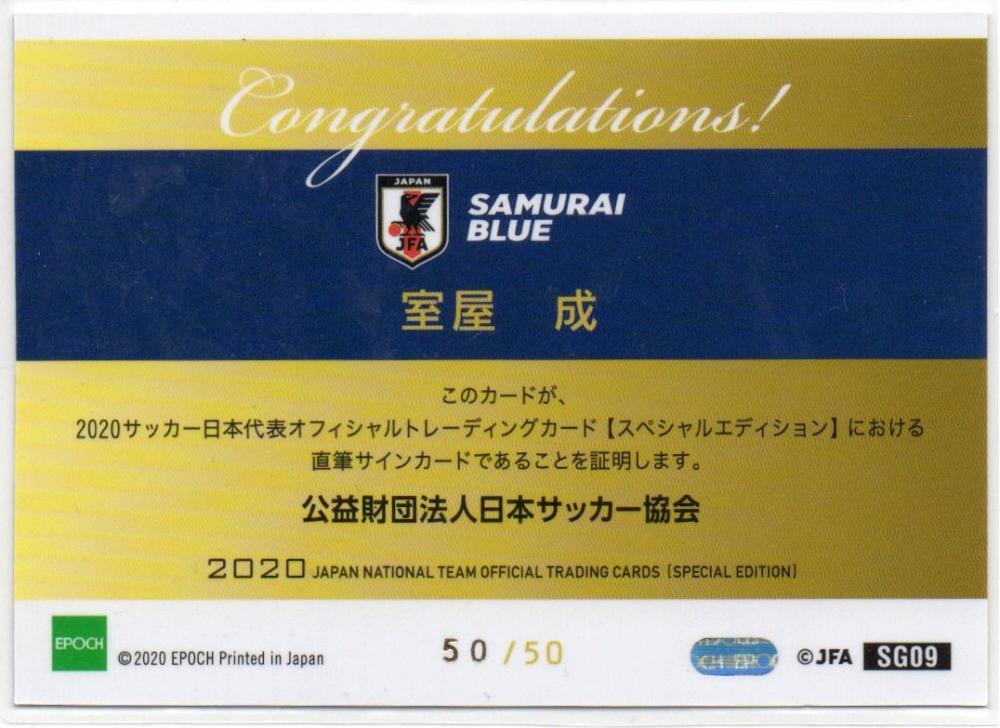 Congratulations!
JAPAN
JFA
SAMURAI
BLUE
室屋　成
このカードが、
2020サッカー日本代表オフィシャルトレーディングカード【スペシャルエディション】における
直筆サインカードであることを証明します。
公益財団法人日本サッカー協会
2020 JAPAN NATIONAL TEAM OFFICIAL TRADING CARDS [SPECIAL EDITION]
EPOCH
©2020 EPOCH Printed in Japan
50/50
©JFA
SG09